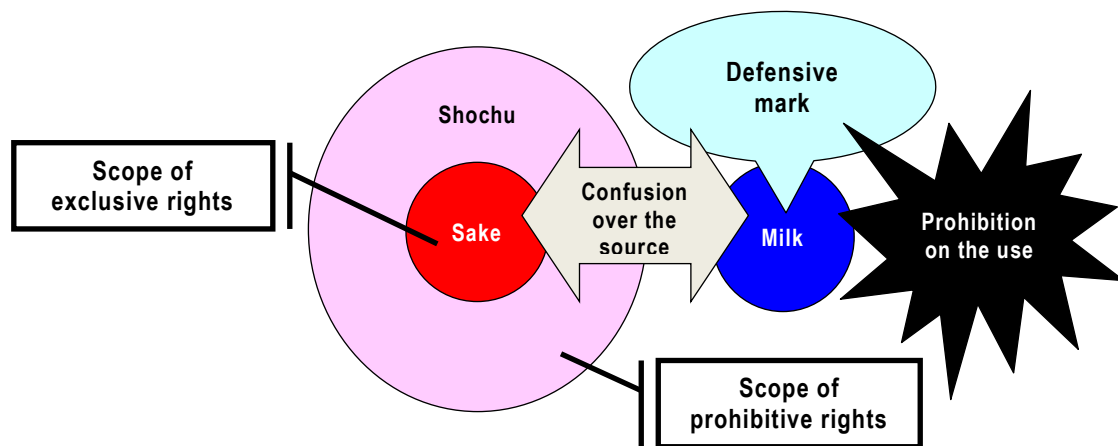 Defensive
mark
Shochu
Scope of
exclusive rights
Sake
Confusion
over the
source
Milk
Prohibition
on the use
Scope of
prohibitive rights